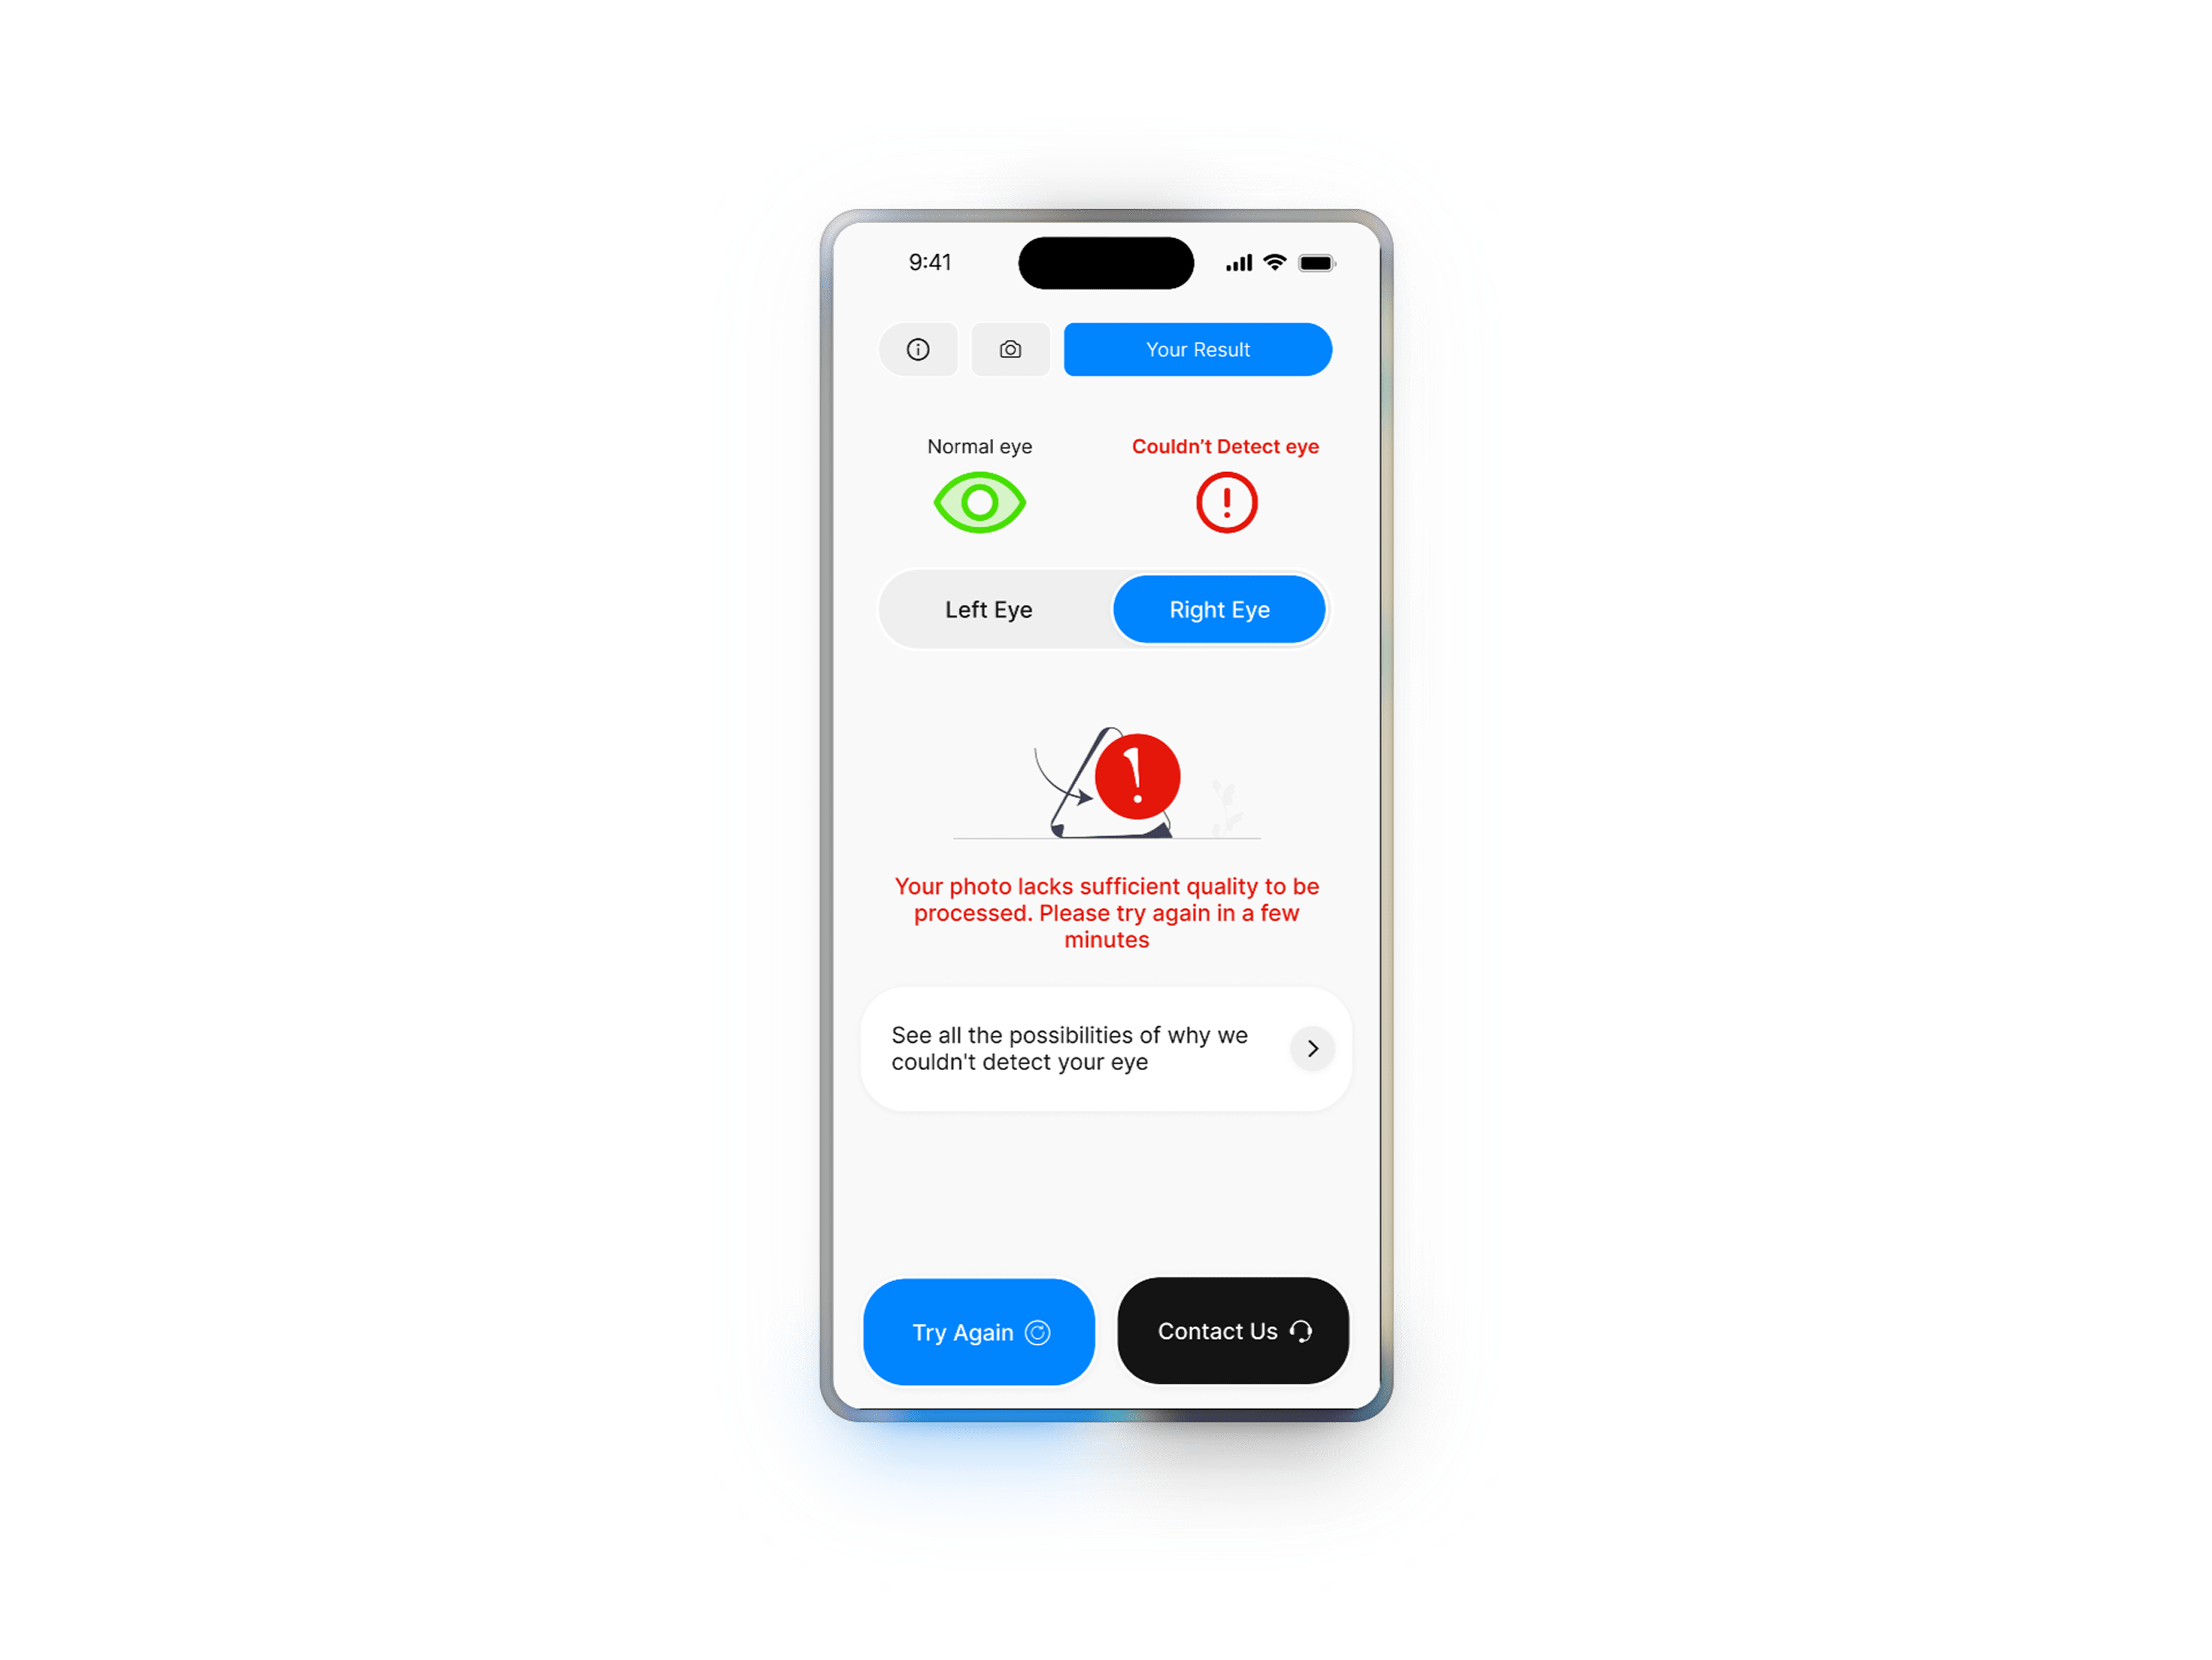 9:41
Your Result
Normal eye
Couldn’t Detect eye
Left Eye
Right Eye
Your photo lacks sufficient quality to be
processed. Please try again in a few
minutes
See all the possibilities of why we
couldn't detect your eye
Try Again
Contact Us